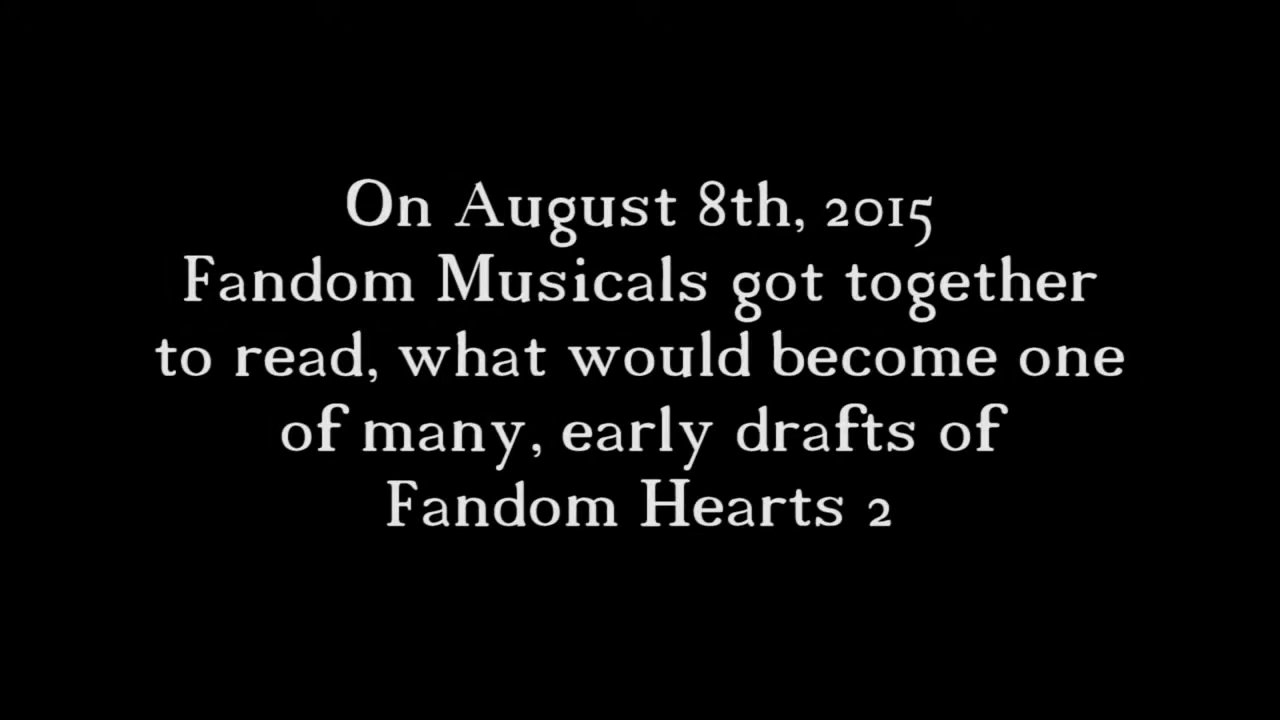 On August 8th, 2015
Fandom Musicals got together
to read, what would become one
of many, early drafts of
Fandom Hearts 2